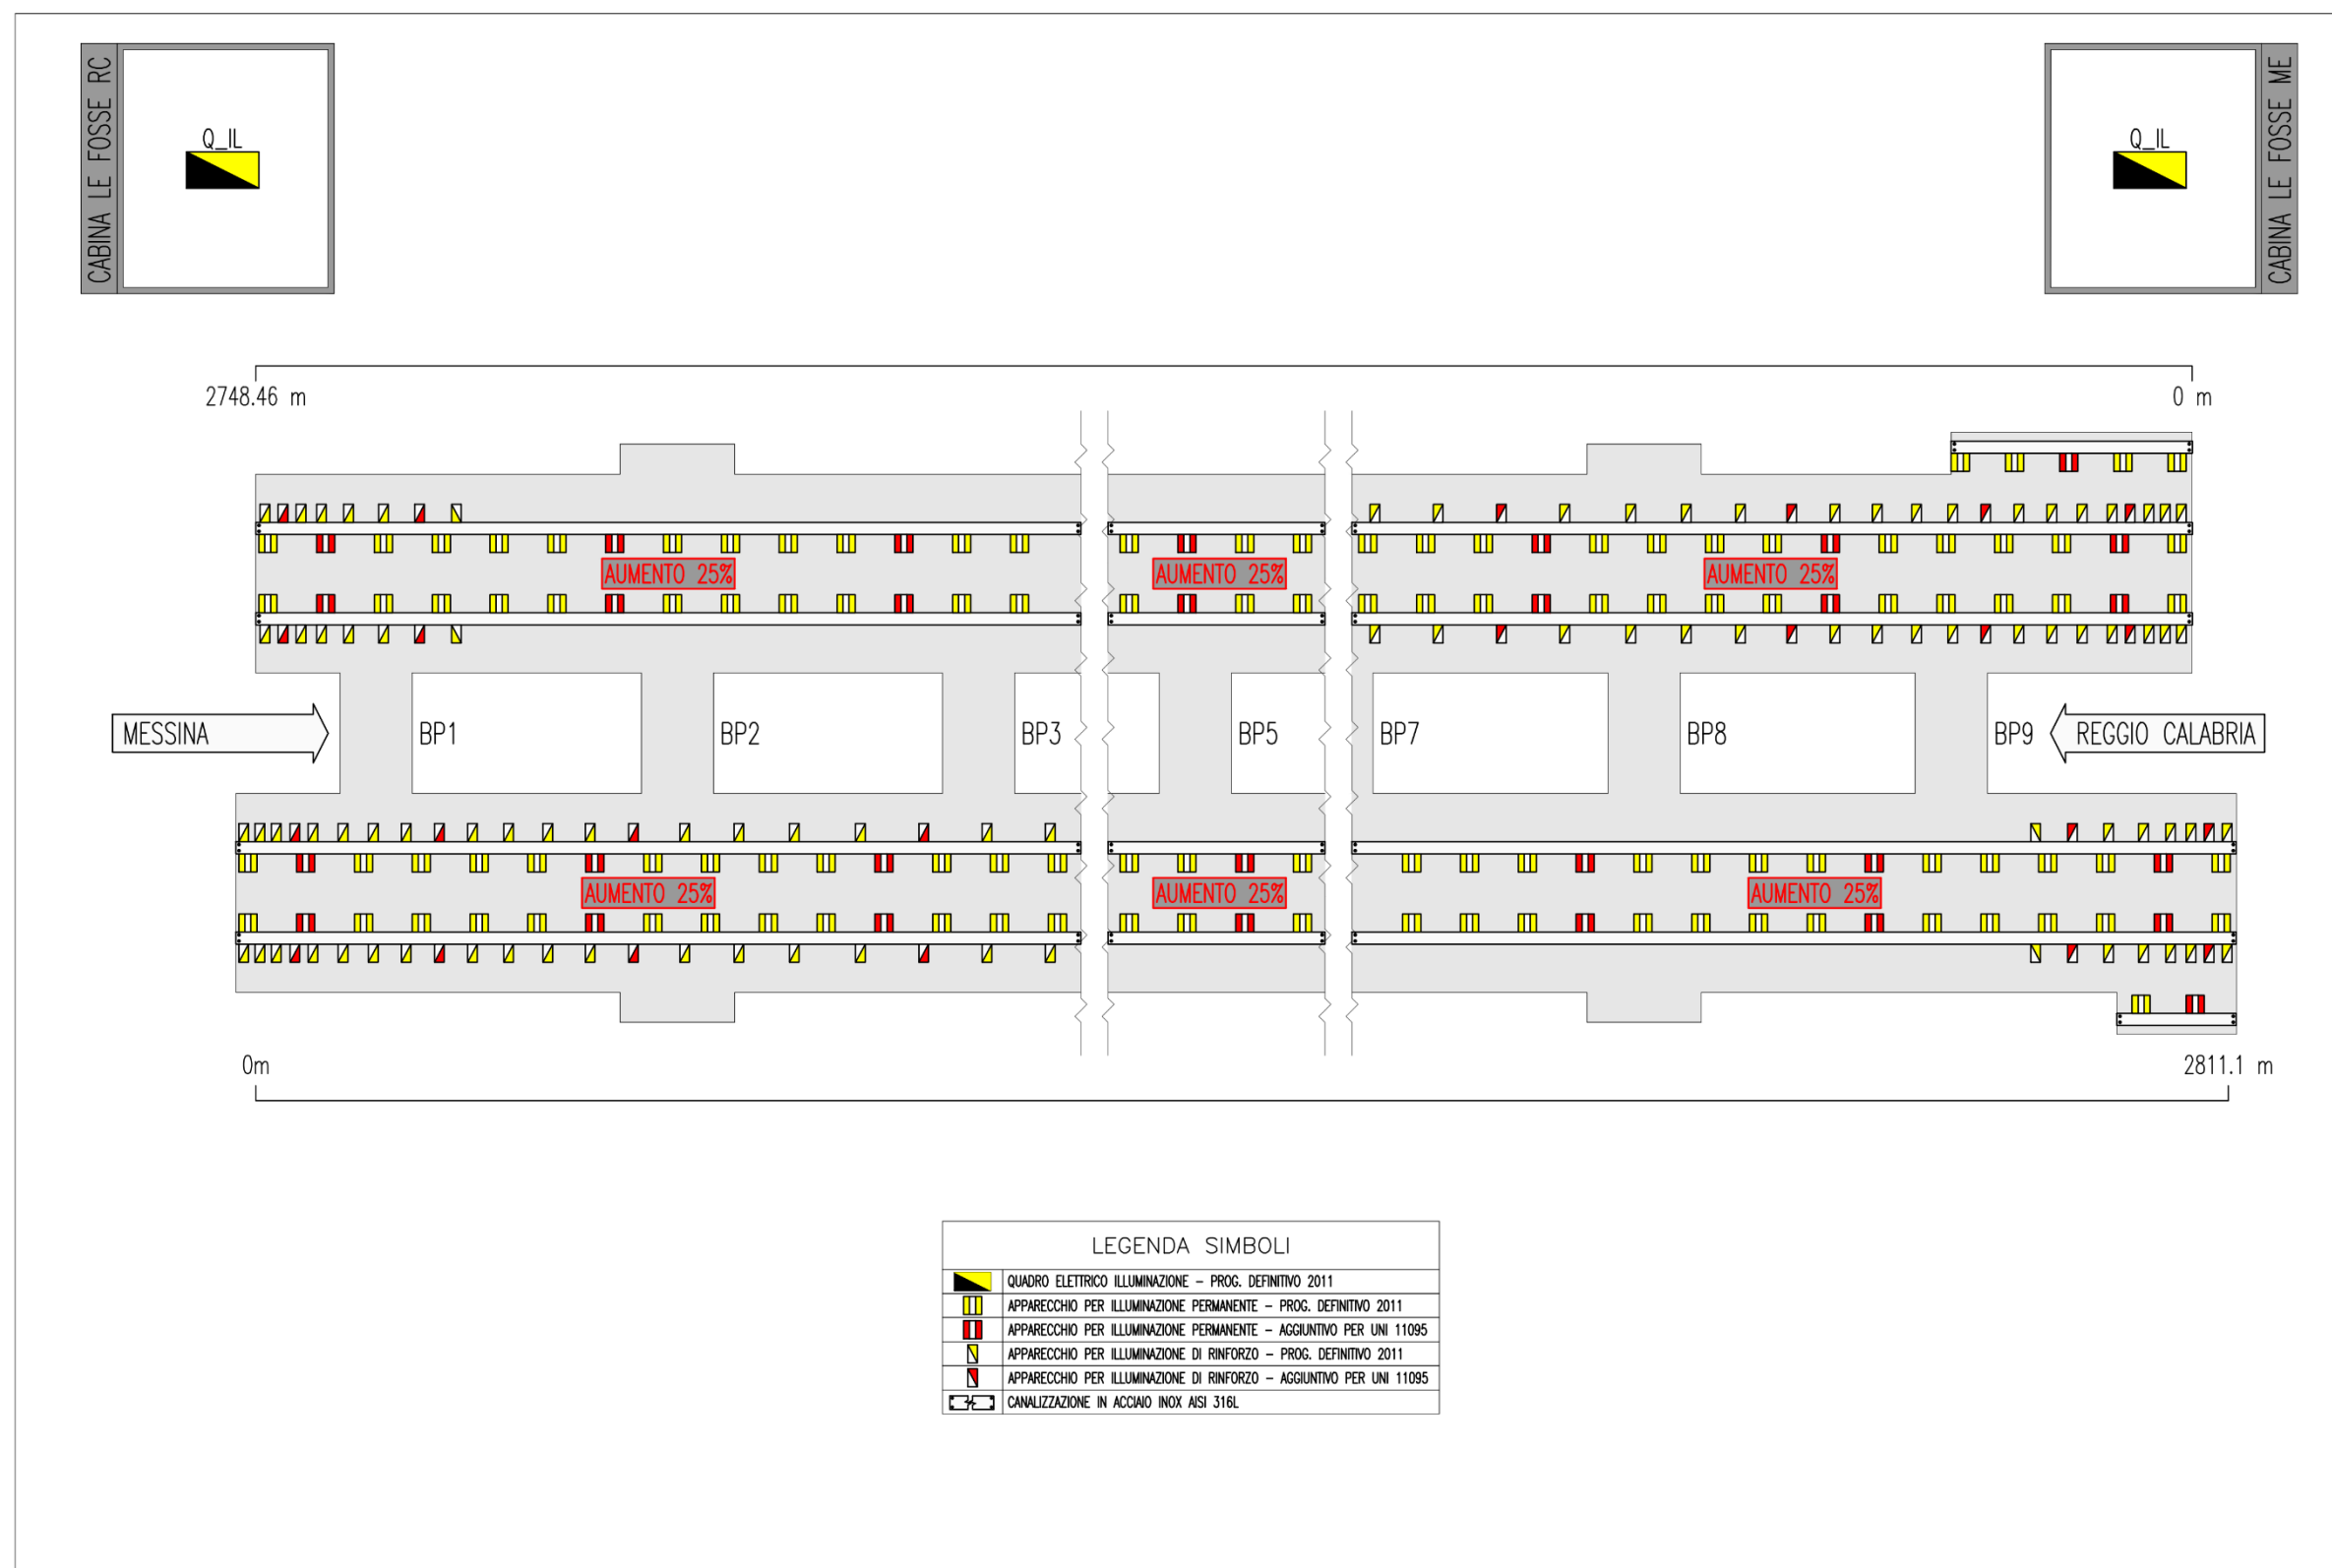 CABINA LE FOSSE RC
Q_IL
Q_IL
CABINA LE FOSSE ME
2748.46 m
0 m
AUMENTO 25%
AUMENTO 25%
AUMENTO 25%
MESSINA
BP1
BP2
BP3
BP5
BP7
BP8
BP9
REGGIO CALABRIA
AUMENTO 25%
AUMENTO 25%
AUMENTO 25%
0m
2811.1 m
LEGENDA SIMBOLI
QUADRO ELETTRICO ILLUMINAZIONE - PROG. DEFINITIVO 2011
APPARECCHIO PER ILLUMINAZIONE PERMANENTE - PROG. DEFINITIVO 2011
APPARECCHIO PER ILLUMINAZIONE PERMANENTE - AGGIUNTIVO PER UNI 11095
APPARECCHIO PER ILLUMINAZIONE DI RINFORZO - PROG. DEFINITIVO 2011
APPARECCHIO PER ILLUMINAZIONE DI RINFORZO - AGGIUNTIVO PER UNI 11095
CANALIZZAZIONE IN ACCIAIO INOX AISI 316L